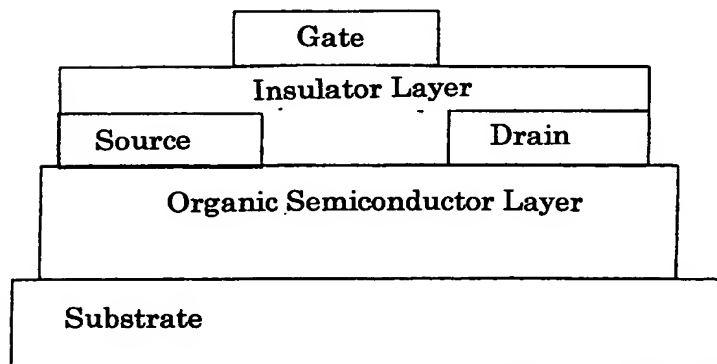 Gate
Insulator Layer
Source Drain
Organic Semiconductor Layer
Substrate